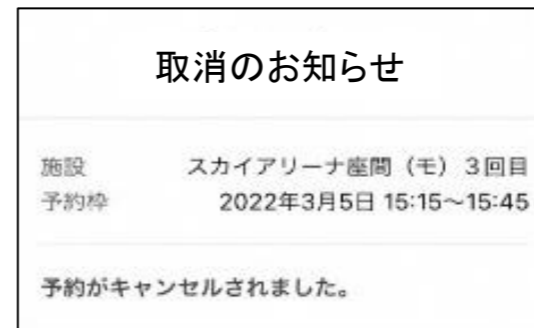 取消のお知らせ
施設 スカイアリーナ座間（モ）３回目
予約枠 2022年3月5日 15:15～15:45
予約がキャンセルされました。